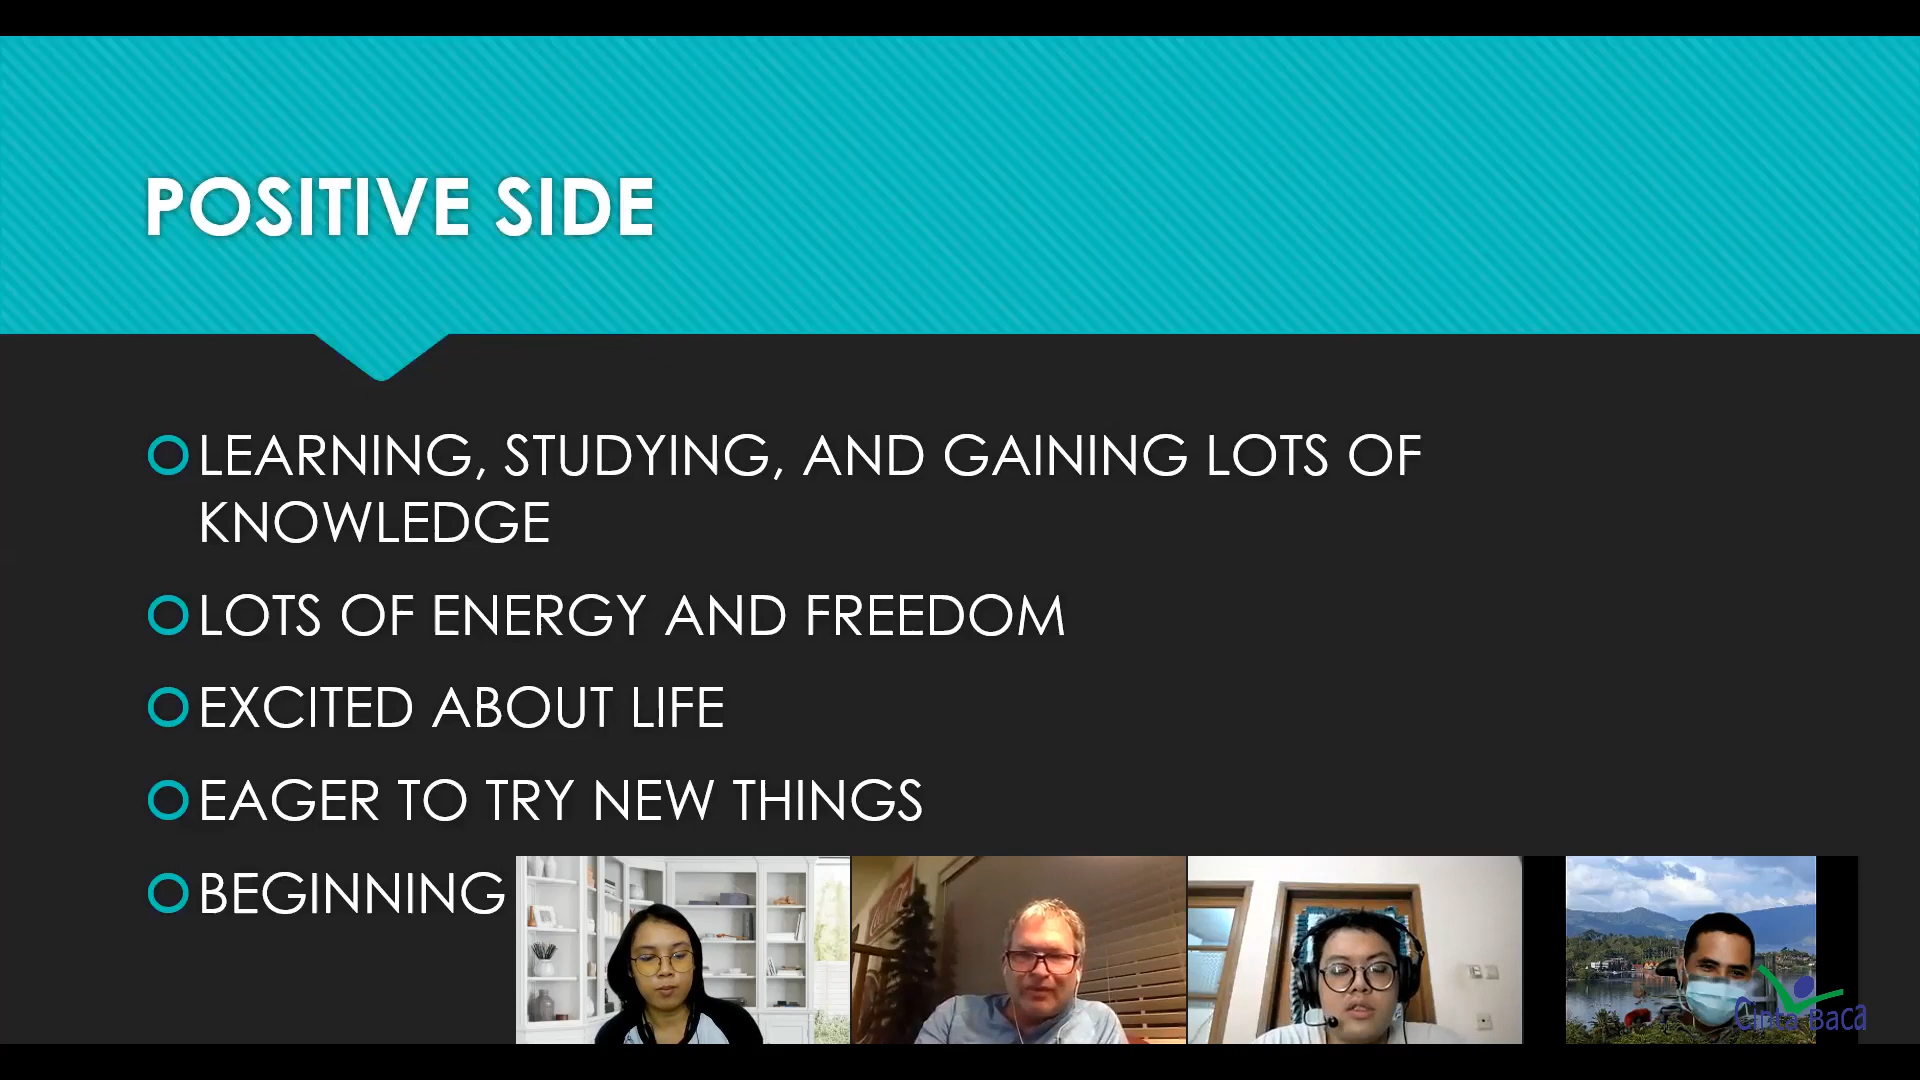 POSITIVE SIDE
LEARNING, STUDYING, AND GAINING LOTS OF
KNOWLEDGE
LOTS OF ENERGY AND FREEDOM
EXCITED ABOUT LIFE
EAGER TO TRY NEW THINGS
BEGINNING
Cinta Baca